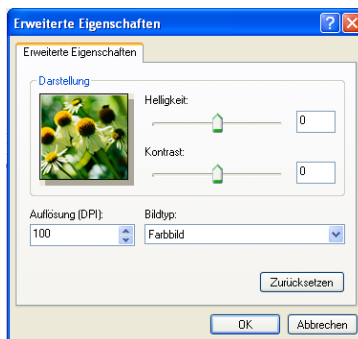 Erweiterte Eigenschaften
Erweiterte Eigenschaften
Darstellung
Helligkeit:
0
Kontrast:
0
Auflösung (DPI):
Bildtyp:
100
Farbbild
Zurücksetzen
OK
Abbrechen